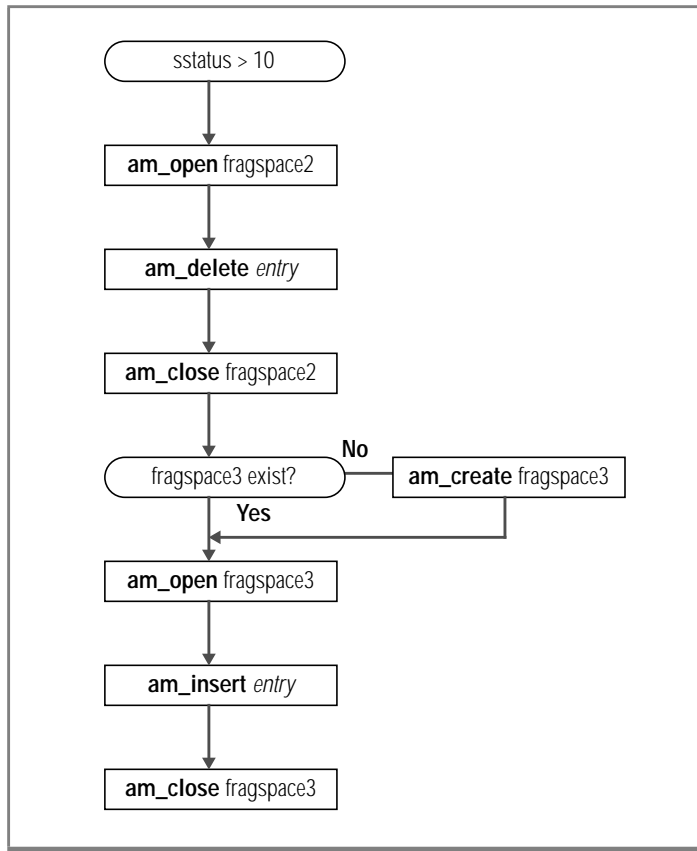 sstatus > 10
am_open fragspace2
am_delete entry
am_close fragspace2
fragspace3 exist?
No
am_create fragspace3
Yes
am_open fragspace3
am_insert entry
am_close fragspace3